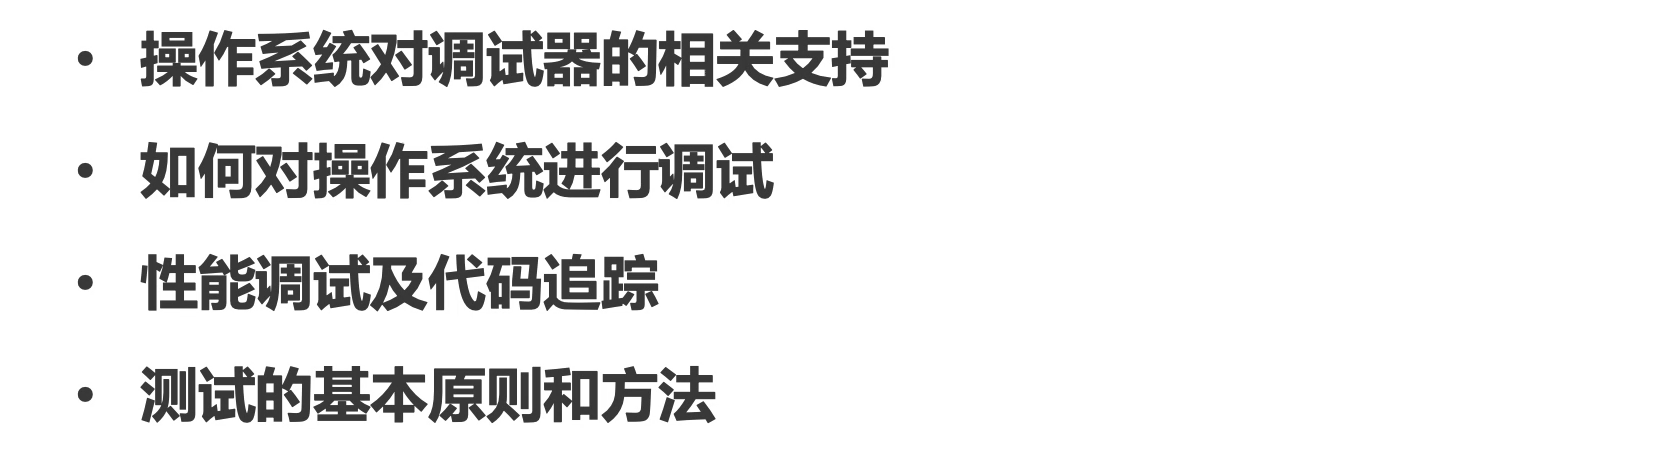 • 操作系统对调试器的相关支持
• 如何对操作系统进行调试
• 性能调试及代码追踪
• 测试的基本原则和方法